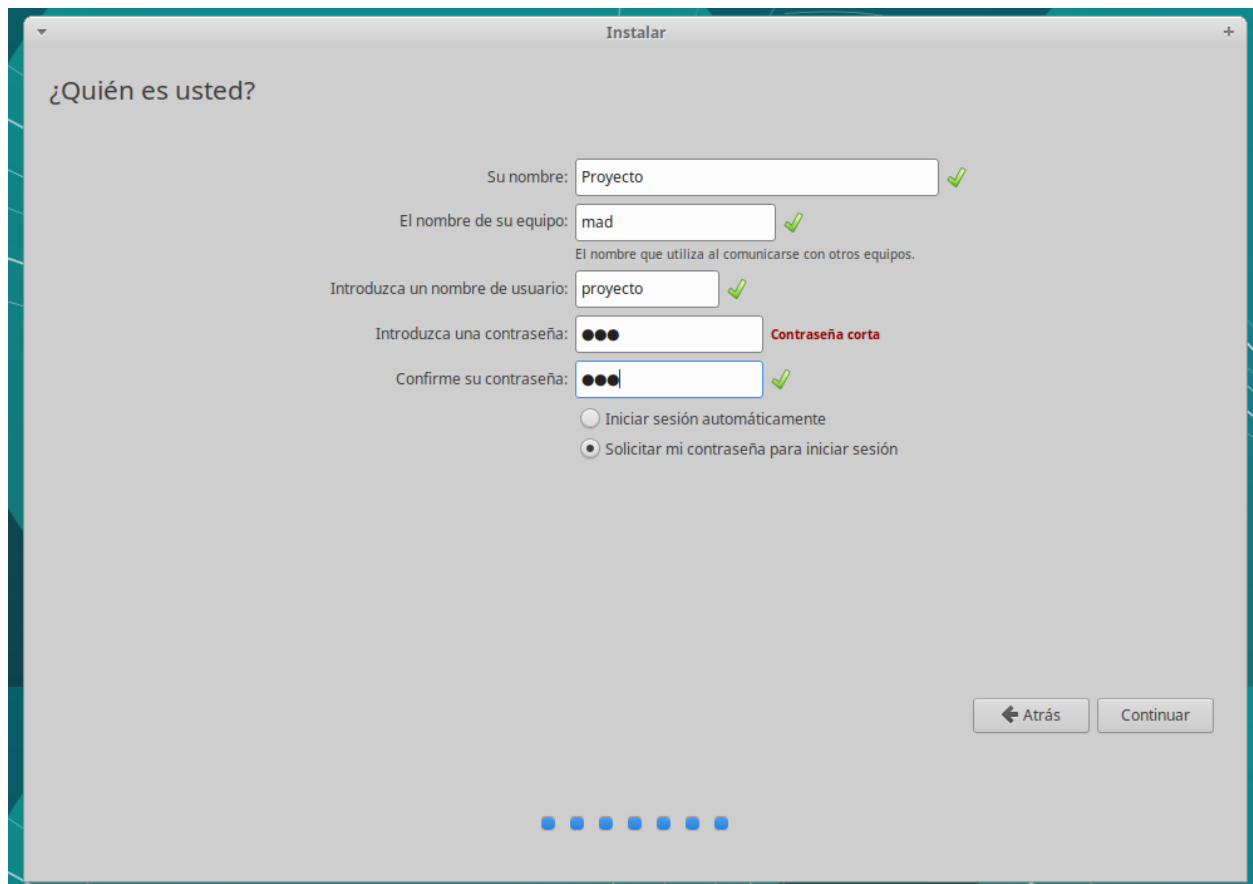 Instalar
¿Quién es usted?
Su nombre: Proyecto
El nombre de su equipo: mad
El nombre que utiliza al comunicarse con otros equipos.
Introduzca un nombre de usuario: proyecto
Introduzca una contraseña: ●●● Contraseña corta
Confirme su contraseña: ●●●
Iniciar sesión automáticamente
Solicitar mi contraseña para iniciar sesión
Atrás Continuar